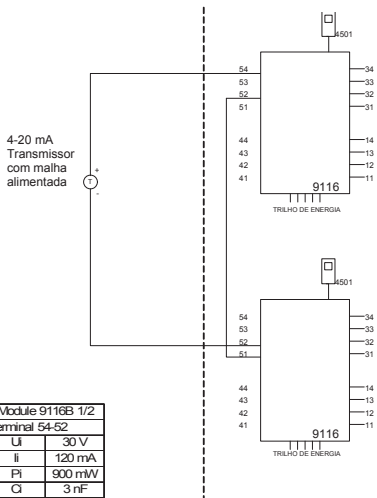 4501
54
53
52
51
44
43
42
41
34
33
32
31
14
13
12
11
9116
TRILHO DE ENERGIA
4-20 mA
Transmissor
com malha
alimentada
+
T
-
4501
54
53
52
51
44
43
42
41
34
33
32
31
14
13
12
11
9116
TRILHO DE ENERGIA
Module 9116B 1/2
erminal 54-52
Ui 30 V
Ii 120 mA
Pi 900 mW
Ci 3 nF